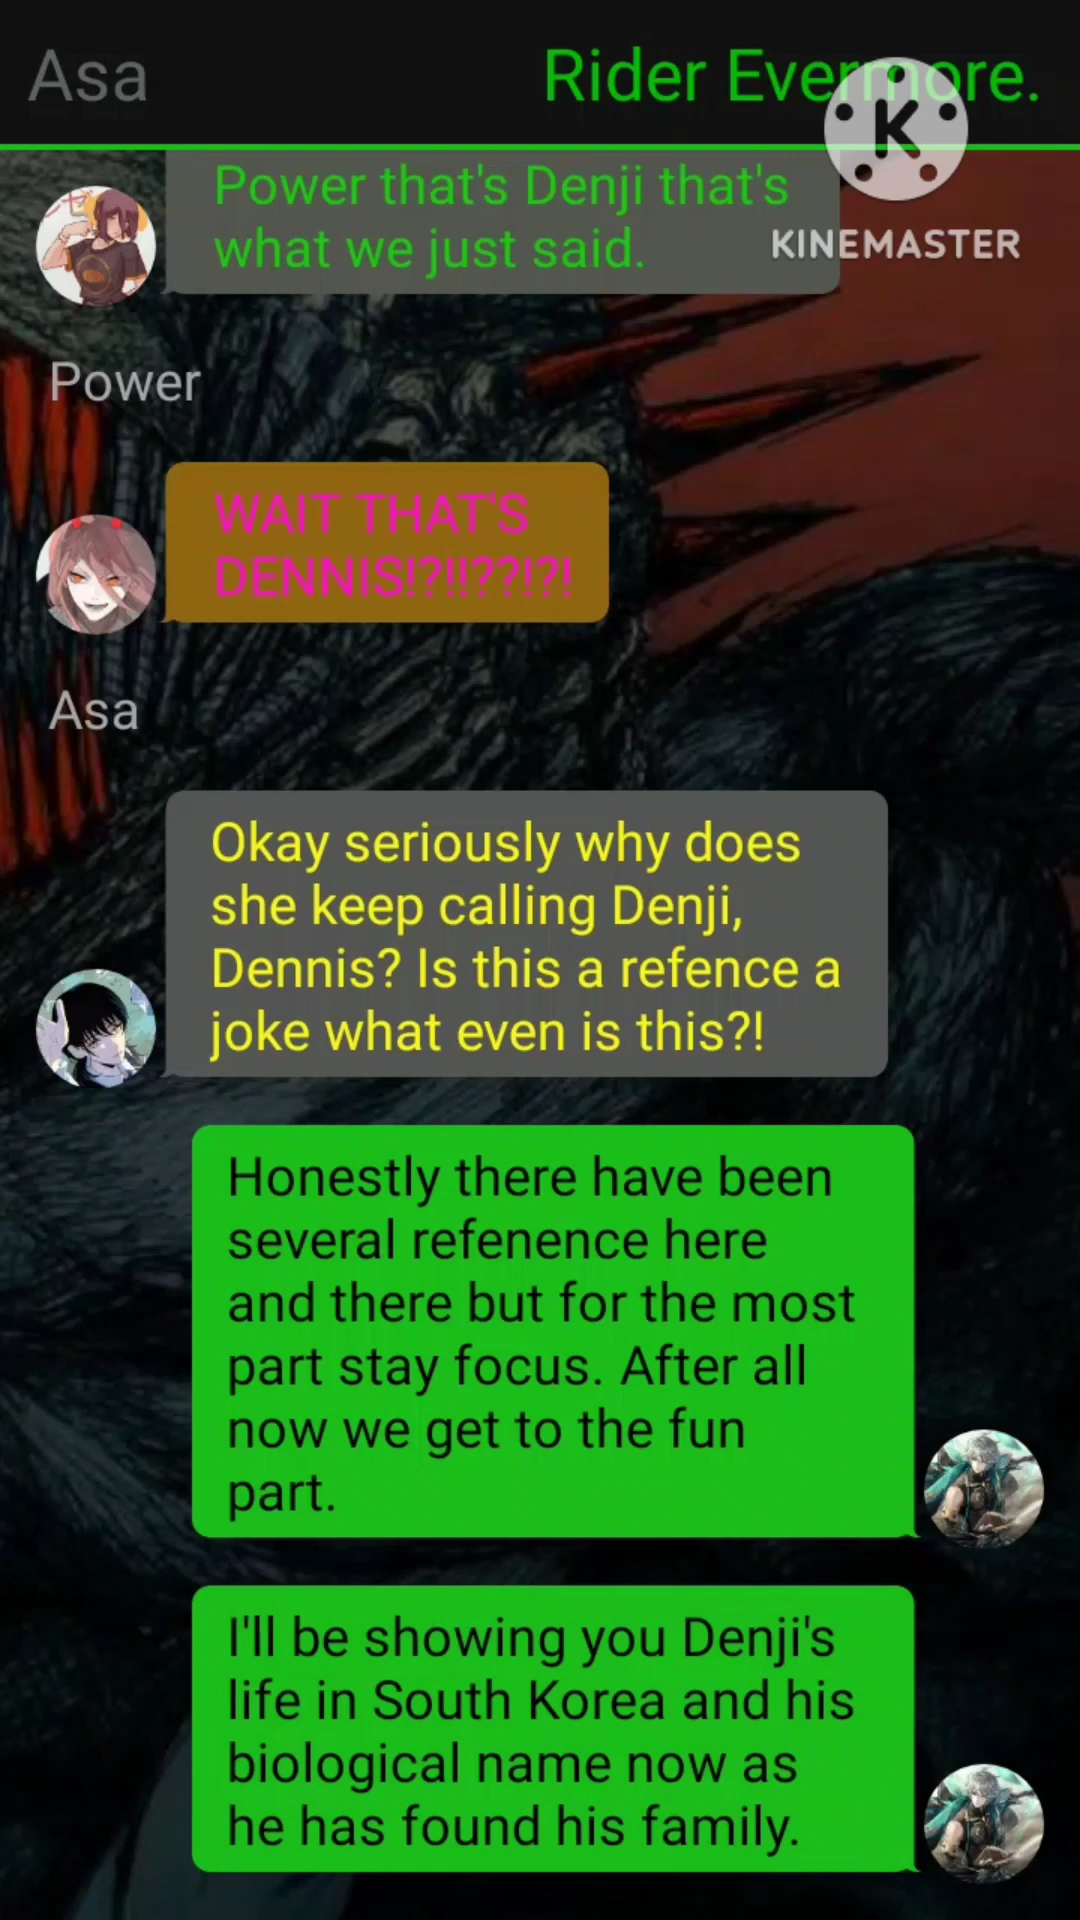 Asa
Rider Evermore.
K
KINEMASTER
Power that's Denji that's
what we just said.
Power
WAIT THAT'S
DENNIS!?!!??!?!
Asa
Okay seriously why does
she keep calling Denji,
Dennis? Is this a refence a
joke what even is this?!
Honestly there have been
several refenence here
and there but for the most
part stay focus. After all
now we get to the fun
part.
I'll be showing you Denji's
life in South Korea and his
biological name now as
he has found his family.